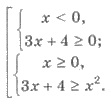 x < 0,
3x + 4 ≥ 0;
x ≥ 0,
3x + 4 ≥ x².